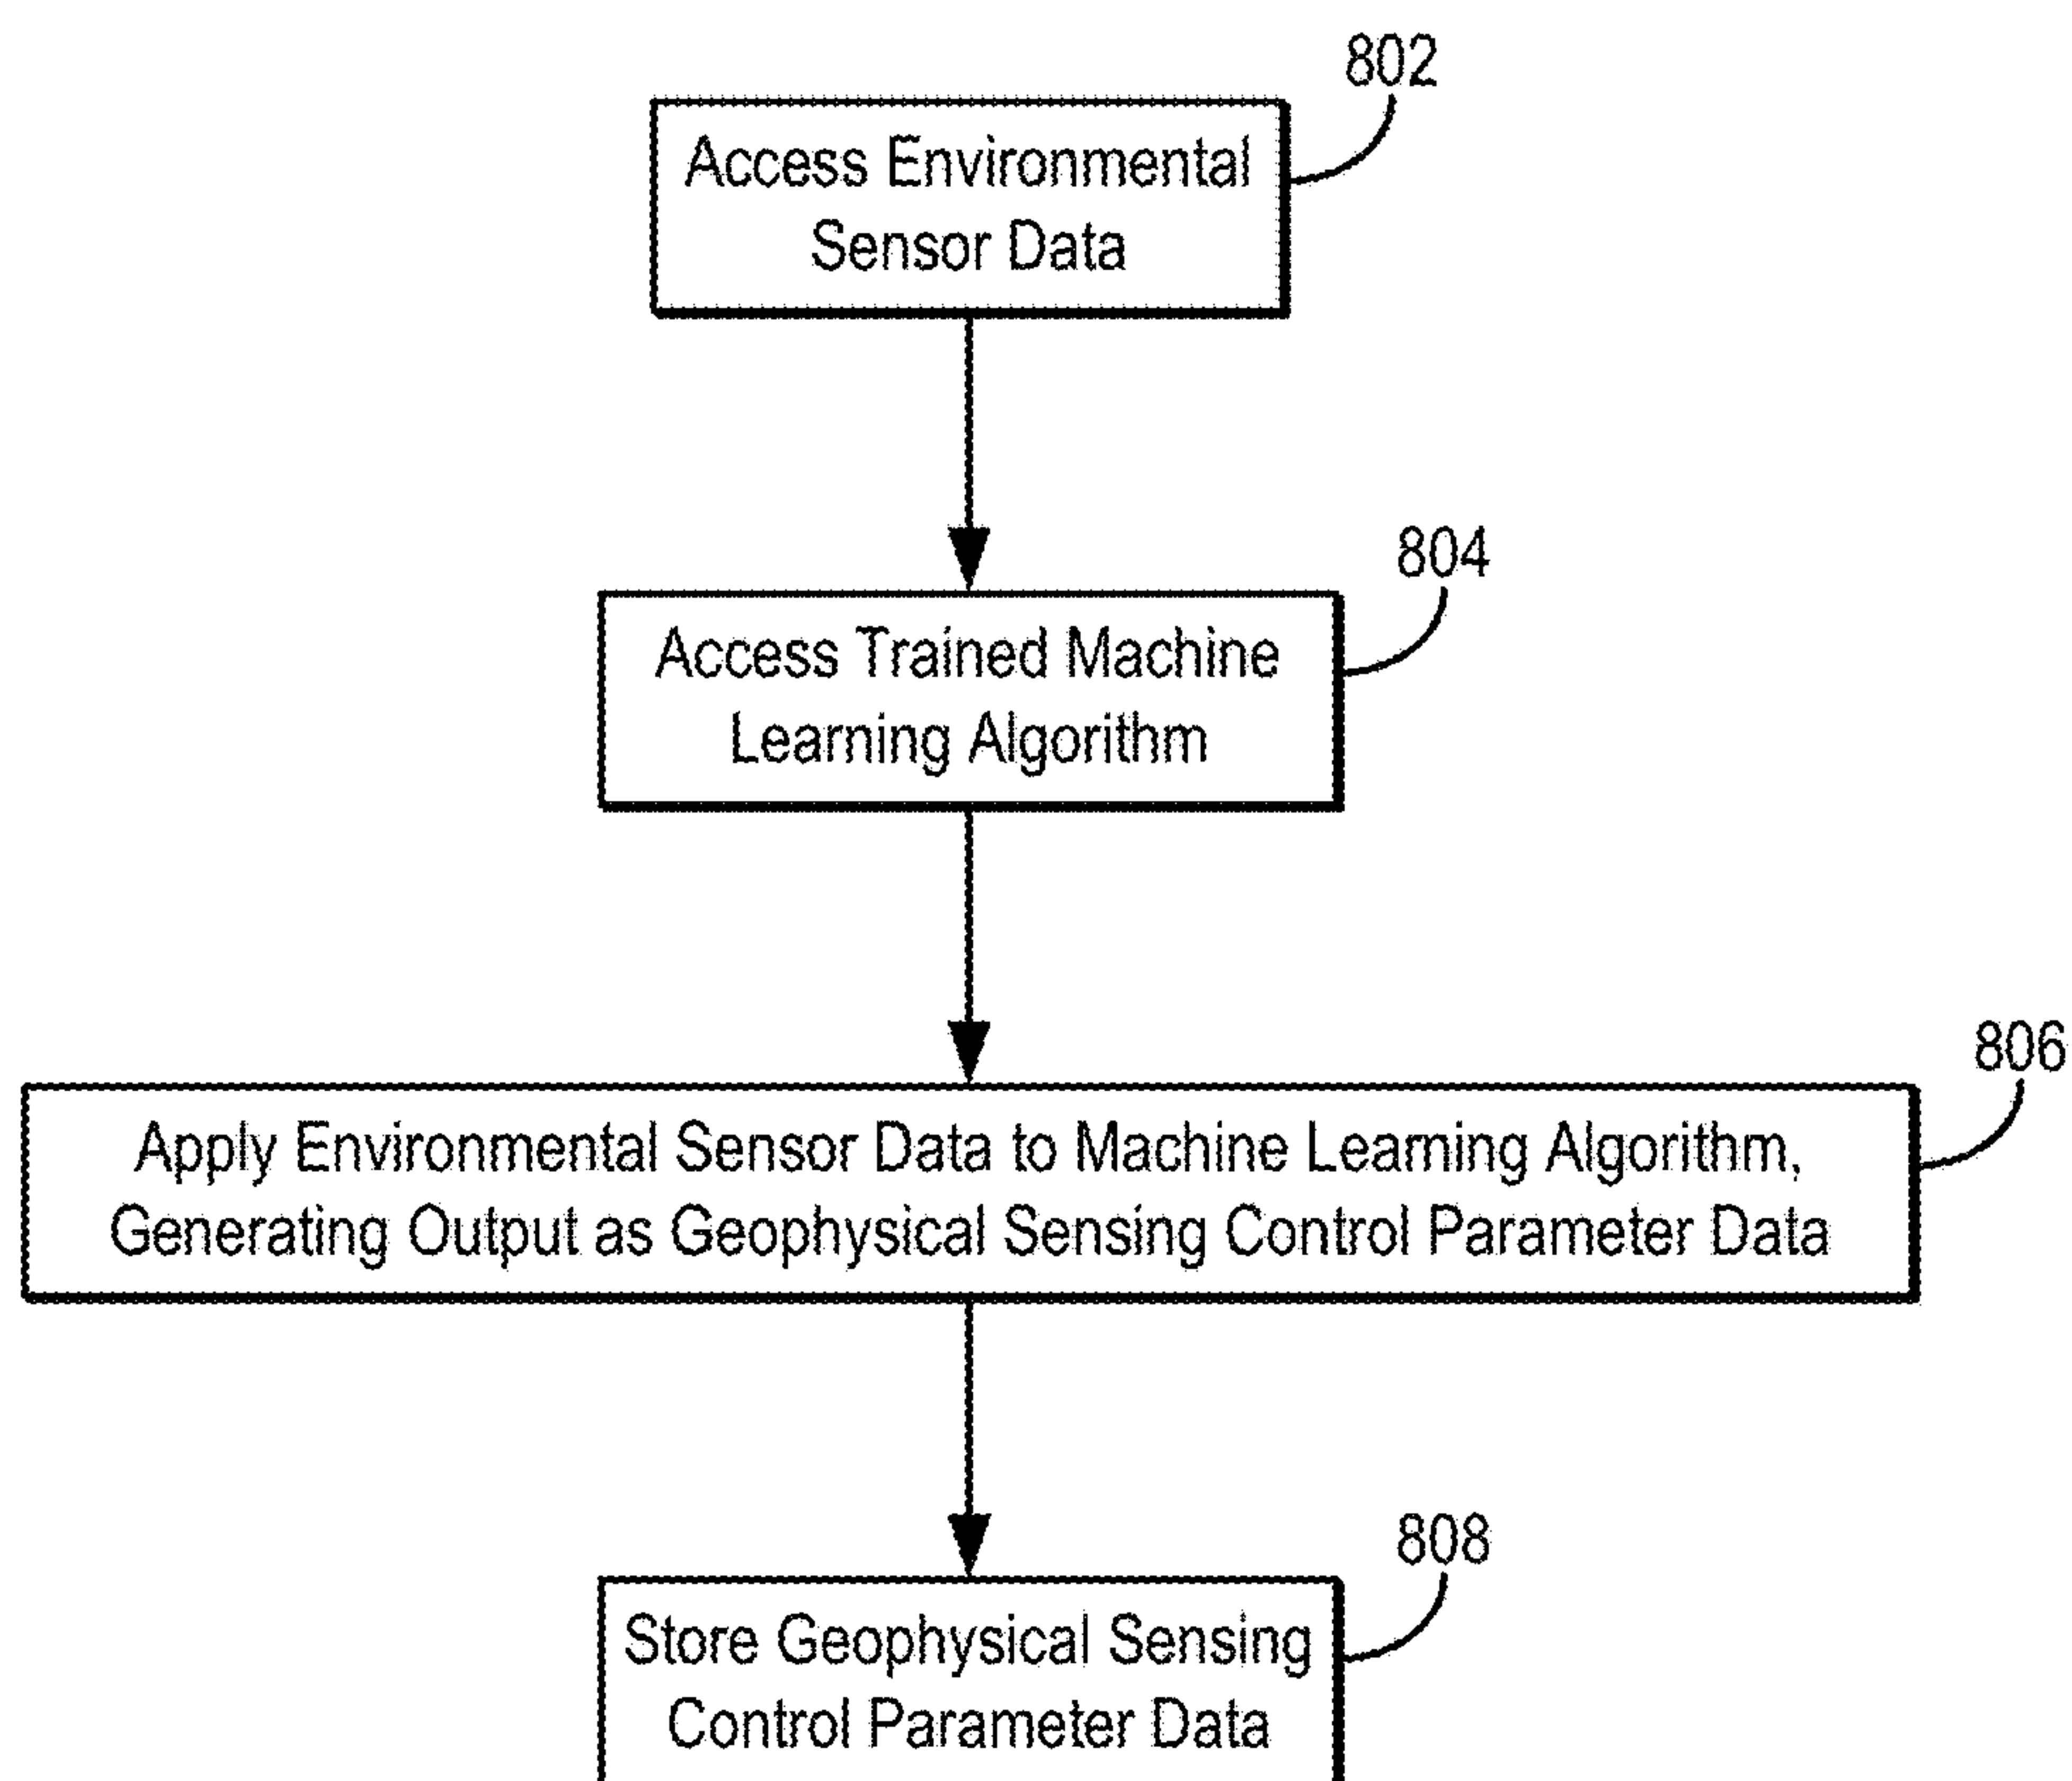 802
Access Environmental
Sensor Data
804
Access Trained Machine
Learning Algorithm
806
Apply Environmental Sensor Data to Machine Learning Algorithm,
Generating Output as Geophysical Sensing Control Parameter Data
808
Store Geophysical Sensing
Control Parameter Data